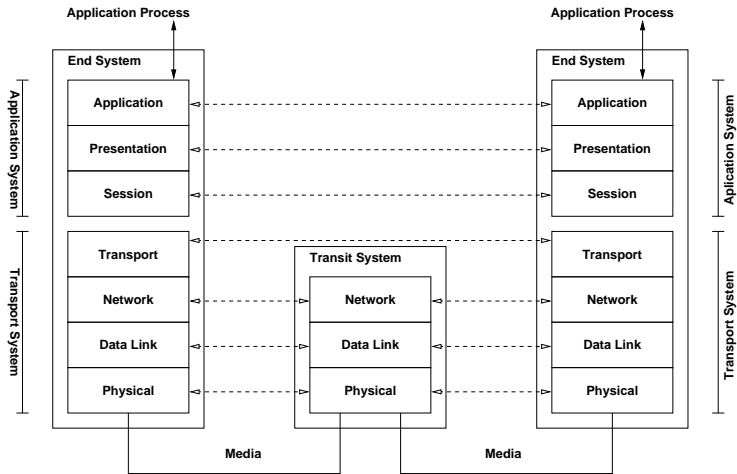 Application Process
Application Process
End System
End System
Application System
Application
Presentation
Session
Application
Presentation
Session
Aplication System
Transport System
Transport
Network
Data Link
Physical
Transit System
Network
Data Link
Physical
Transport
Network
Data Link
Physical
Transport System
Media
Media